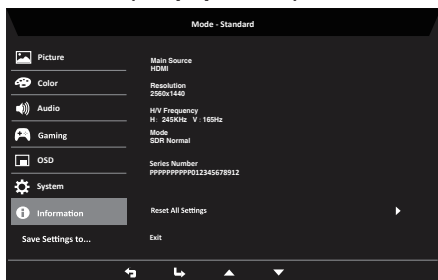 Mode - Standard
Picture
Color
Audio
Gaming
OSD
System
Information
Save Settings to...
Main Source
HDMI
Resolution
2560x1440
H/V Frequency
H: 245KHz V : 165Hz
Mode
SDR Normal
Series Number
PPPPPPPPPP012345678912
Reset All Settings
Exit